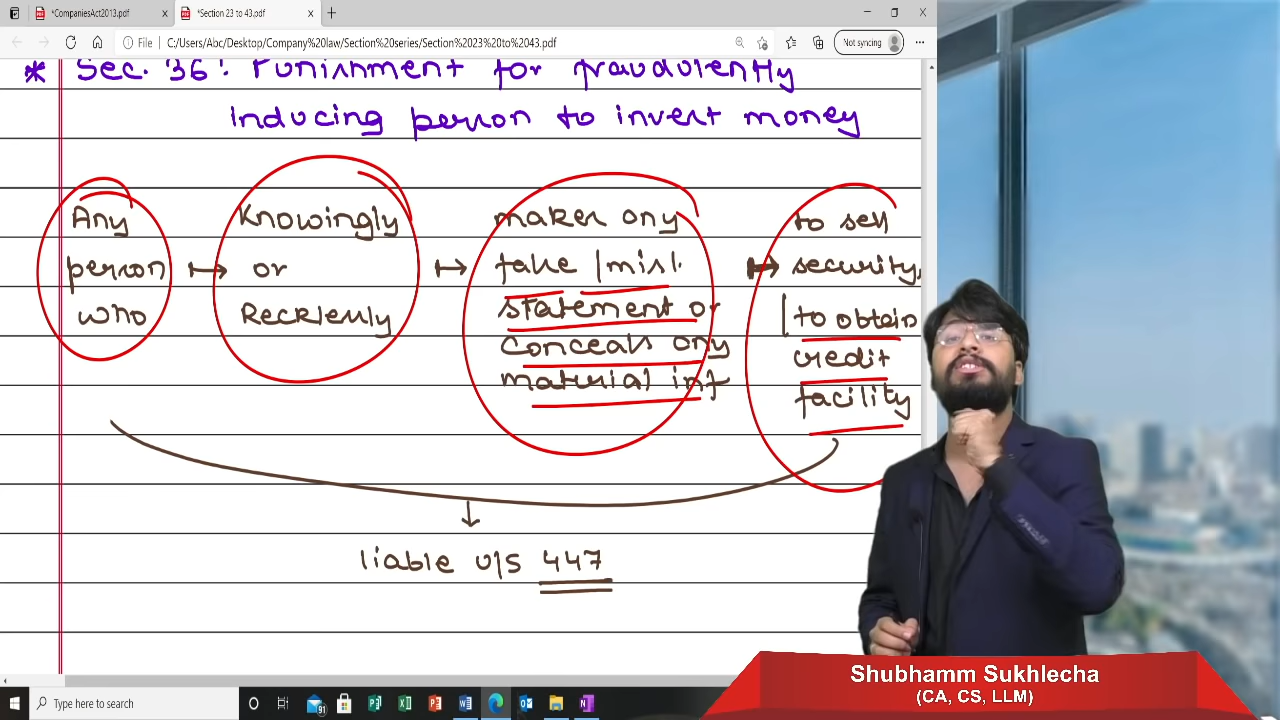 *CompaniesAct2013.pdf
*Section 23 to 43.pdf
File C:/Users/Abc/Desktop/Company%20law/Section%20series/Section%2023%20to%2043.pdf
Not syncing
* Sec. 36: Punishment for fraudulently
inducing person to invest money
Any
person
who
Knowingly
or
Recklessly
makes any
fake / misl.
statement or
conceals any
material inf
to sell
security
/ to obtain
credit
facility
liable u/s 447
Type here to search
91
Shubhamm Sukhlecha
(CA, CS, LLM)